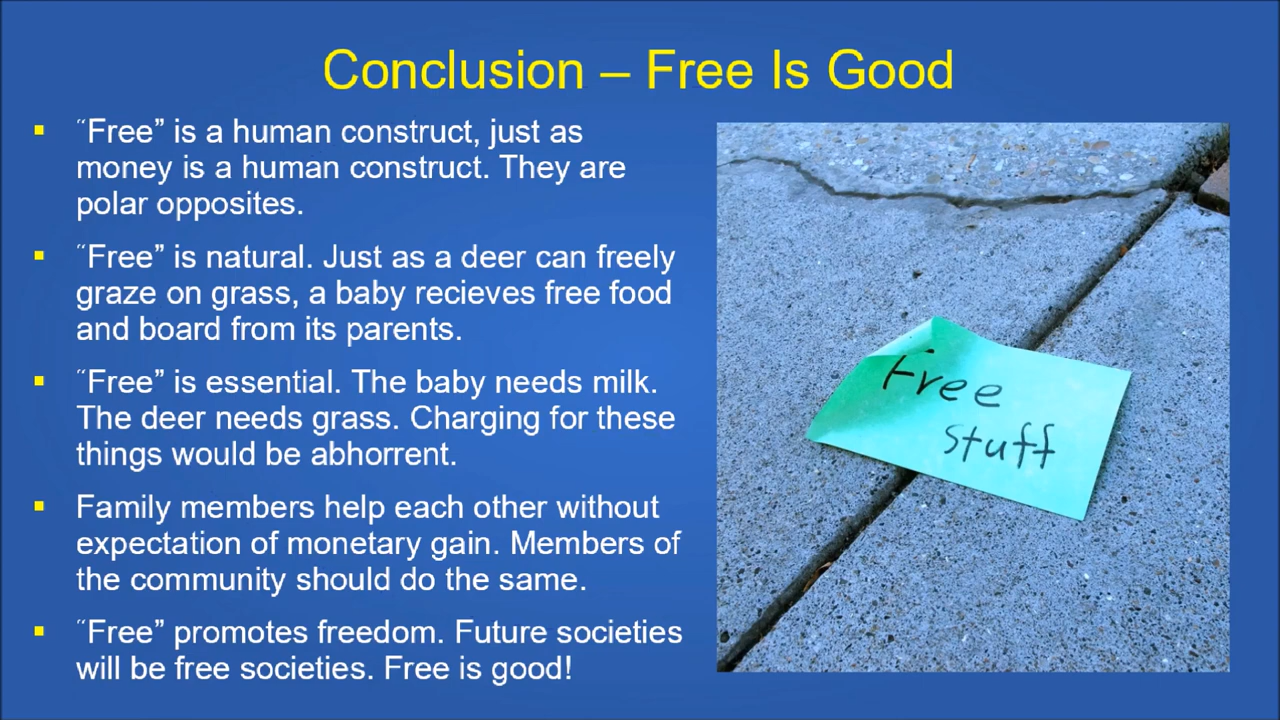 Conclusion – Free Is Good
▪ ˝Free” is a human construct, just as
money is a human construct. They are
polar opposites.
▪ ˝Free” is natural. Just as a deer can freely
graze on grass, a baby recieves free food
and board from its parents.
▪ ˝Free” is essential. The baby needs milk.
The deer needs grass. Charging for these
things would be abhorrent.
▪ Family members help each other without
expectation of monetary gain. Members of
the community should do the same.
▪ ˝Free” promotes freedom. Future societies
will be free societies. Free is good!
Free
stuff